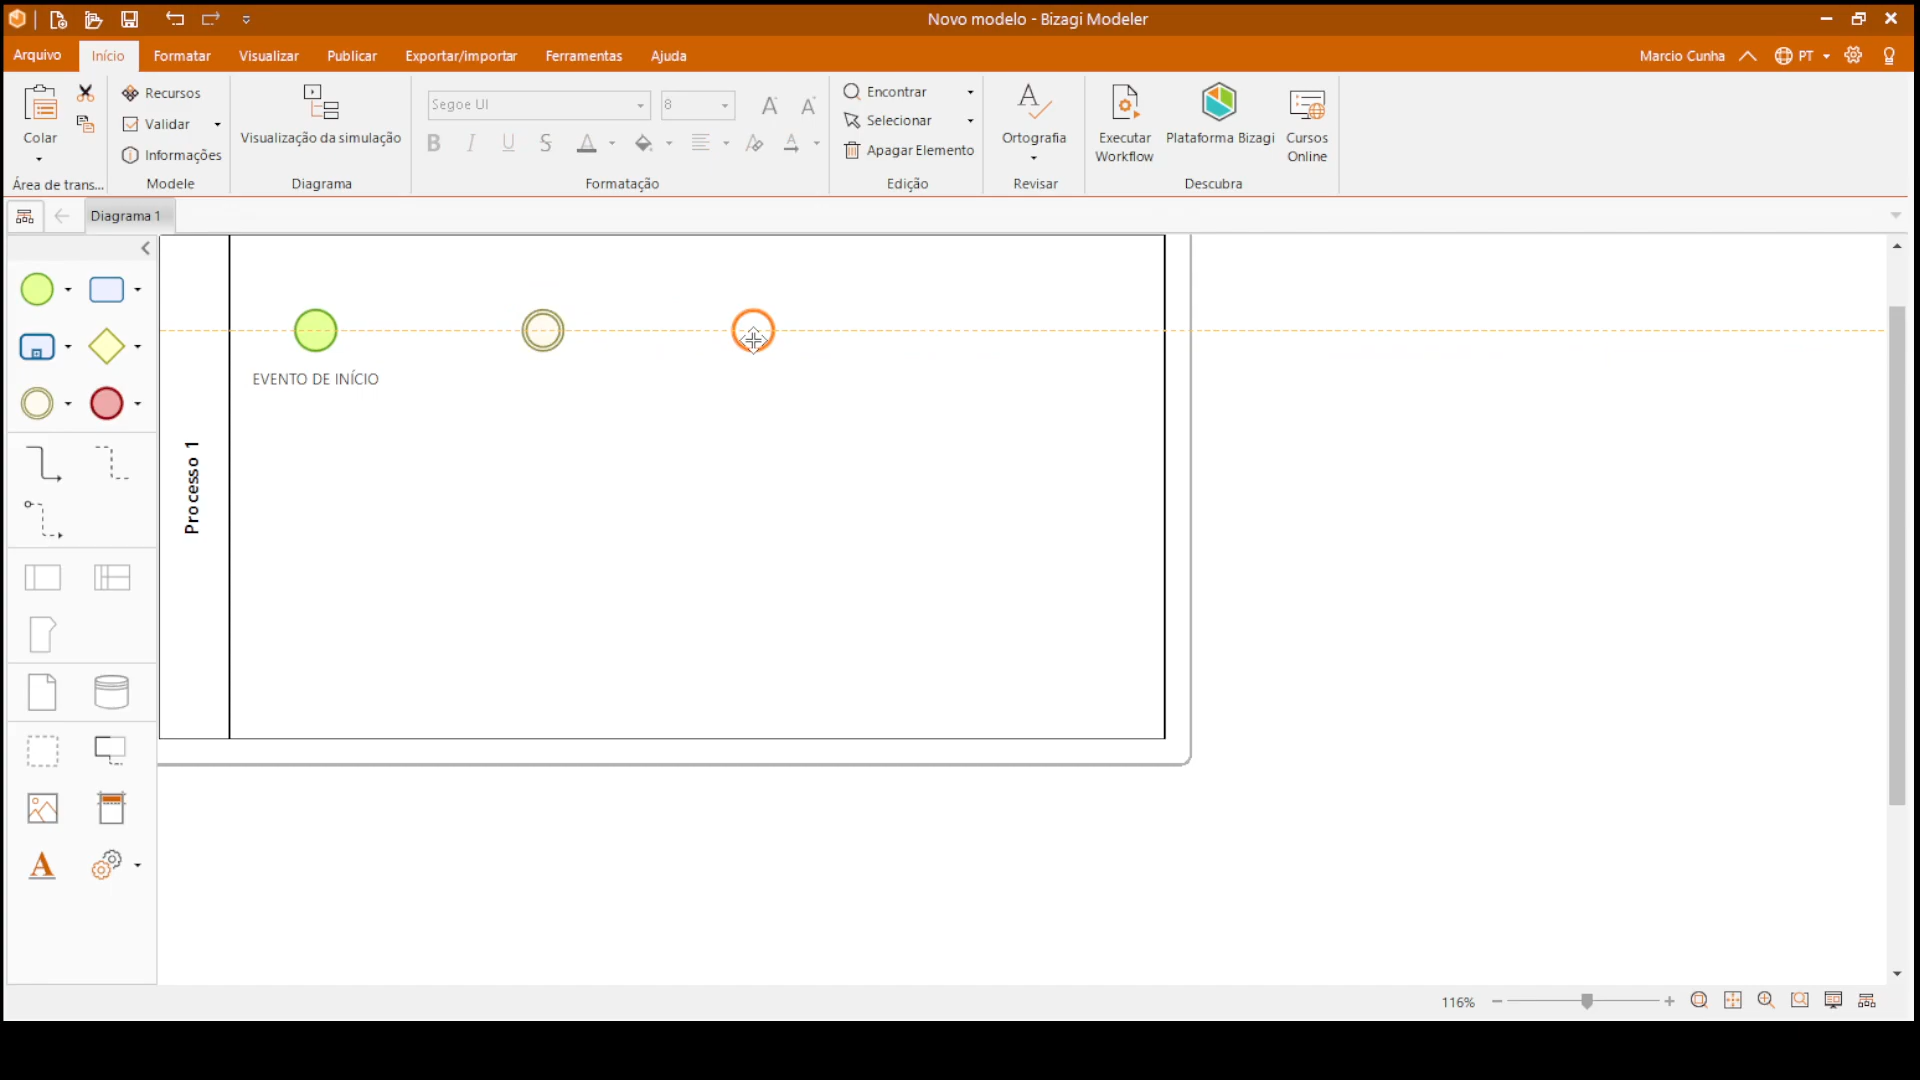 Novo modelo - Bizagi Modeler
Arquivo Início Formatar Visualizar Publicar Exportar/importar Ferramentas Ajuda Marcio Cunha PT
Colar
Área de trans...
Recursos
Validar
Informações
Modele
Visualização da simulação
Diagrama
Segoe UI 8
Formatação
Encontrar
Selecionar
Apagar Elemento
Edição
Ortografia
Revisar
Executar
Workflow
Plataforma Bizagi
Cursos
Online
Descubra
Diagrama 1
EVENTO DE INÍCIO
Processo 1
116%